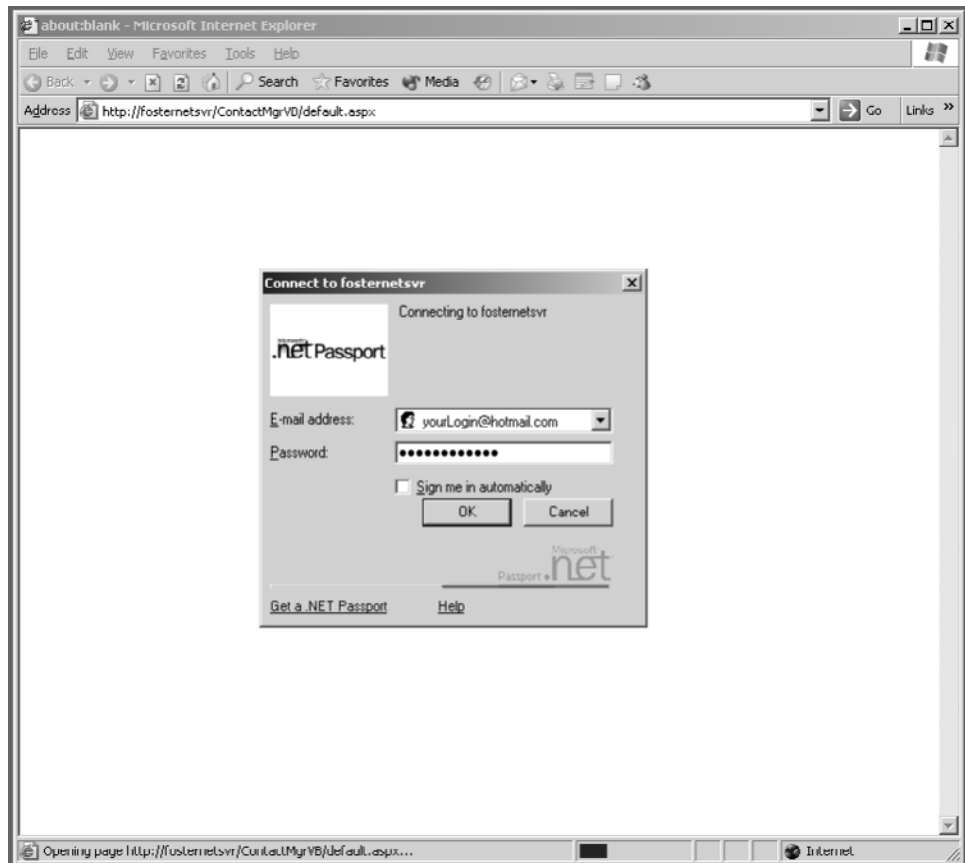 about:blank - Microsoft Internet Explorer
File Edit View Favorites Tools Help
Back Search Favorites Media
Address http://fosternetsvr/ContactMgrVB/default.aspx Go Links »
Connect to fosternetsvr
Connecting to fosternetsvr
Microsoft
.net Passport
E-mail address: yourLogin@hotmail.com
Password: ●●●●●●●●●●●●
Sign me in automatically
OK Cancel
Microsoft
Passport net
Get a .NET Passport Help
Opening page http://fosternetsvr/ContactMgrVB/default.aspx... Internet